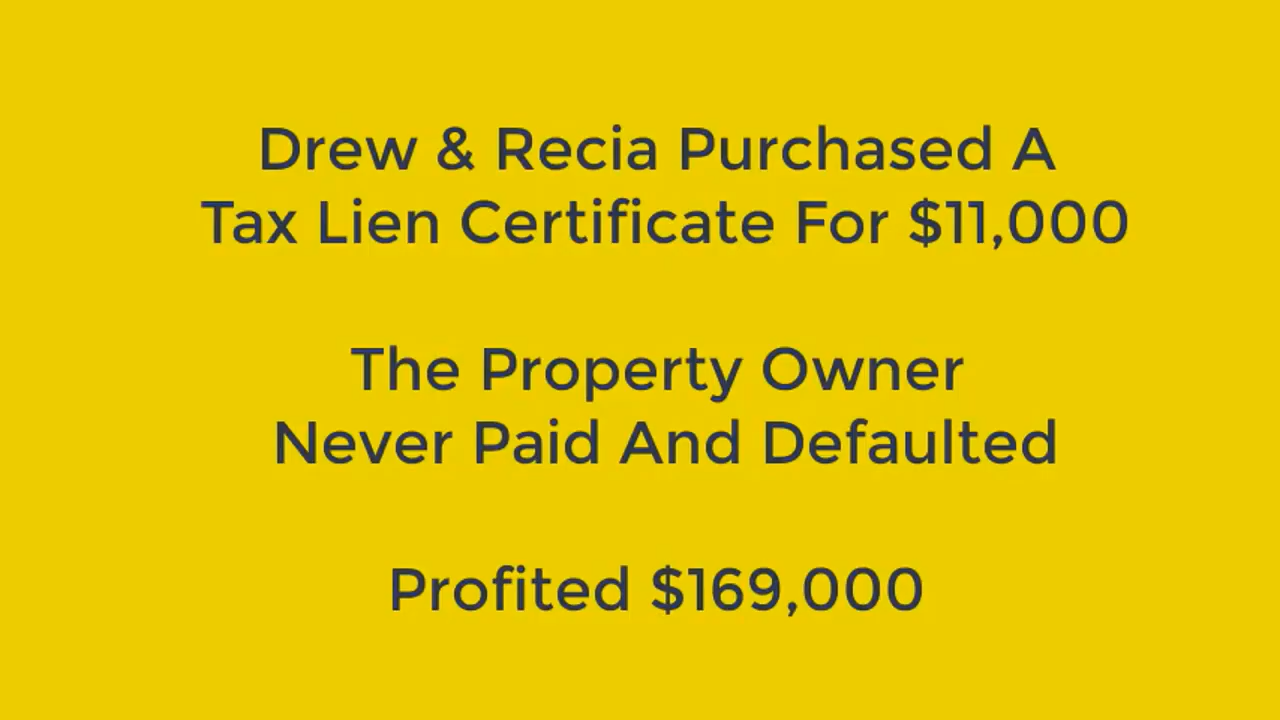 Drew & Recia Purchased A
Tax Lien Certificate For $11,000
The Property Owner
Never Paid And Defaulted
Profited $169,000